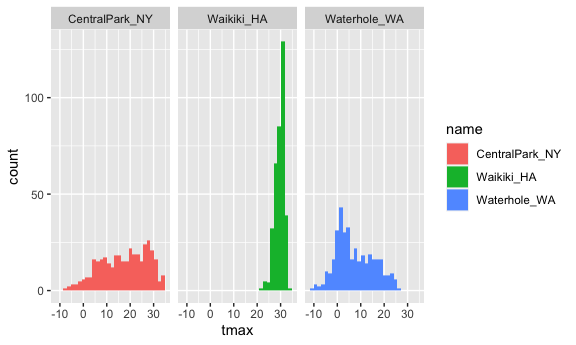 CentralPark_NY Waikiki_HA Waterhole_WA
100
50
0
count
-10 0 10 20 30 -10 0 10 20 30 -10 0 10 20 30
tmax
name
CentralPark_NY
Waikiki_HA
Waterhole_WA